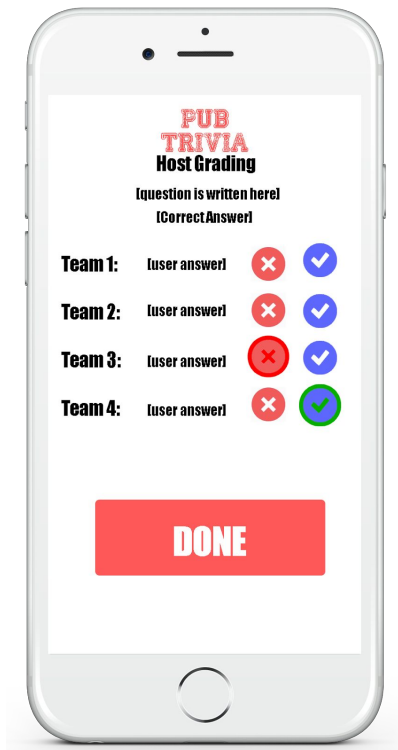 PUB
TRIVIA
Host Grading
[question is written here]
[Correct Answer]
Team 1: [user answer]
Team 2: [user answer]
Team 3: [user answer]
Team 4: [user answer]
DONE